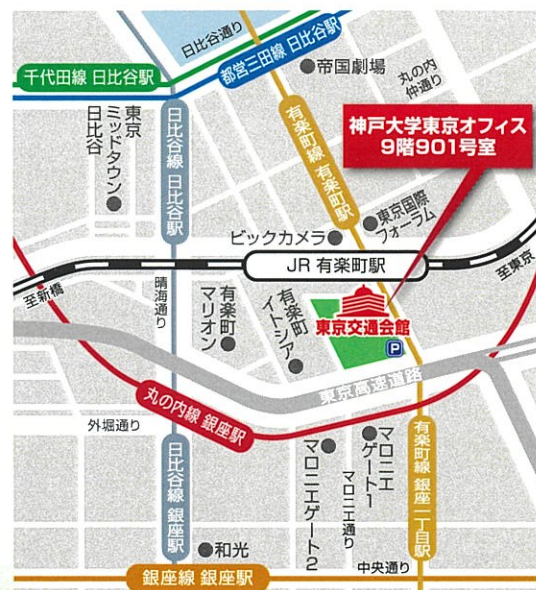 日比谷通り
千代田線 日比谷駅
都営三田線 日比谷駅
帝国劇場
丸の内
仲通り
東京
ミッドタウン
日比谷
日比谷線 日比谷駅
有楽町線 有楽町駅
神戸大学東京オフィス
9階901号室
東京国際
フォーラム
ビックカメラ
JR 有楽町駅
至新橋
至東京
晴海通り
有楽町
マリオン
有楽町
イトシア
東京交通会館
P
東京高速道路
丸の内線 銀座駅
外堀通り
日比谷線 銀座駅
マロニエ
ゲート1
マロニエゲート2
マロニエ通り
有楽町線 銀座一丁目駅
和光
中央通り
銀座線 銀座駅